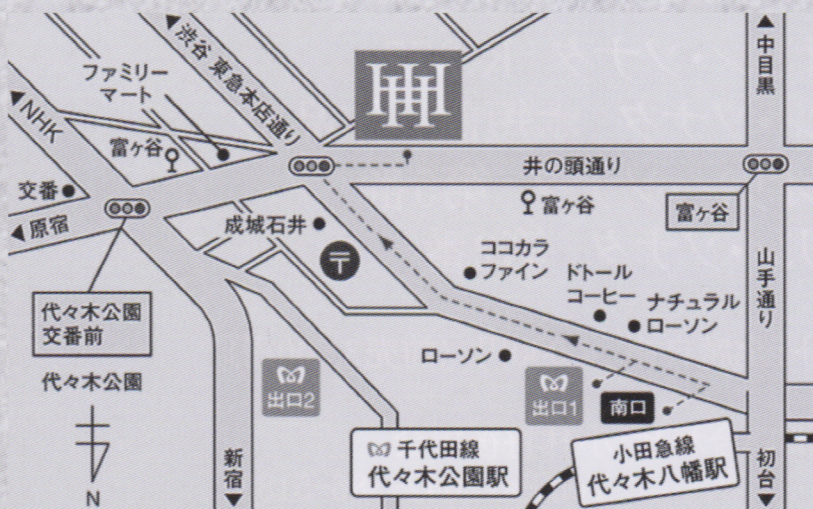 渋谷 東急本店通り
ファミリー
マート
NHK
富ヶ谷
交番
原宿
中目黒
井の頭通り
富ヶ谷
富ヶ谷
成城石井
〒
ココカラ
ファイン
ドトール
コーヒー
ナチュラル
ローソン
山手通り
代々木公園
交番前
代々木公園
ローソン
出口2
出口1
南口
千代田線
代々木公園駅
小田急線
代々木八幡駅
新宿
初台
N